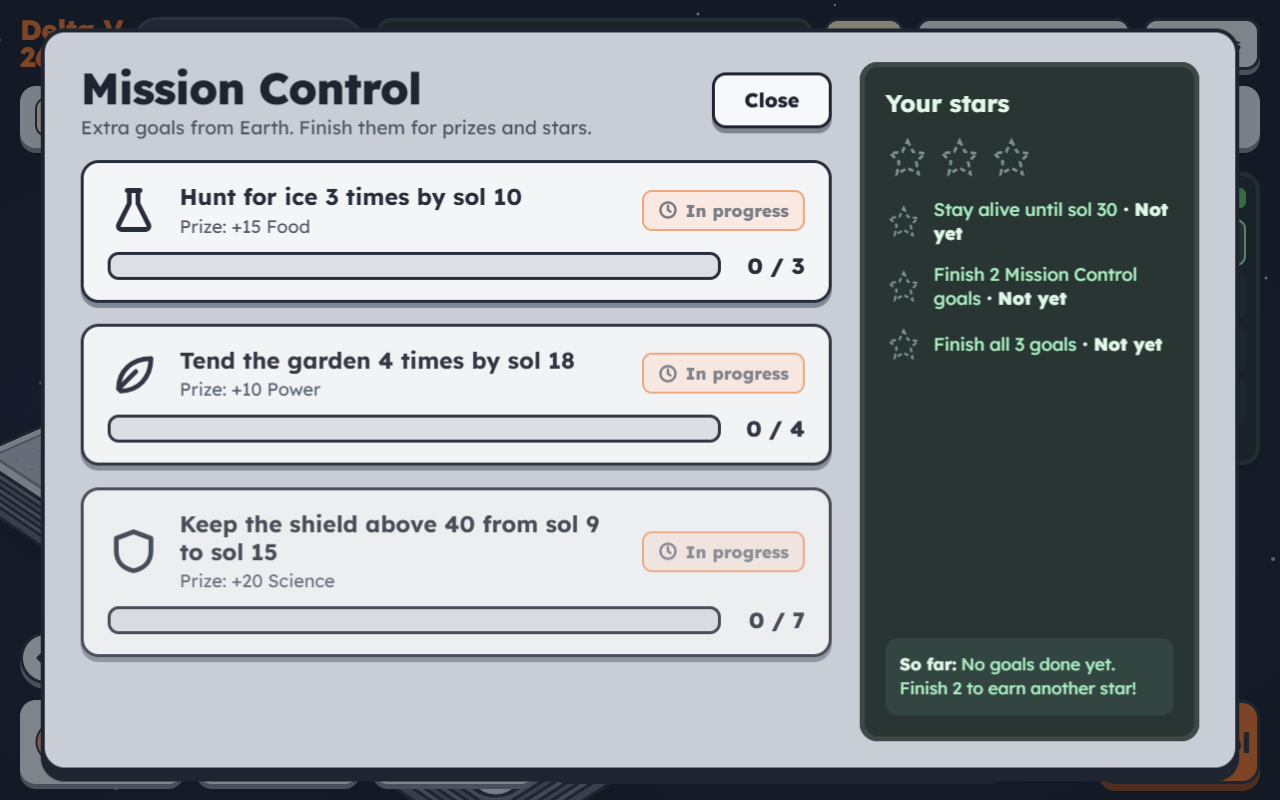 Mission Control
Extra goals from Earth. Finish them for prizes and stars.
Close
Hunt for ice 3 times by sol 10
Prize: +15 Food
In progress
0 / 3
Tend the garden 4 times by sol 18
Prize: +10 Power
In progress
0 / 4
Keep the shield above 40 from sol 9
to sol 15
Prize: +20 Science
In progress
0 / 7
Your stars
Stay alive until sol 30 • Not
yet
Finish 2 Mission Control
goals • Not yet
Finish all 3 goals • Not yet
So far: No goals done yet.
Finish 2 to earn another star!